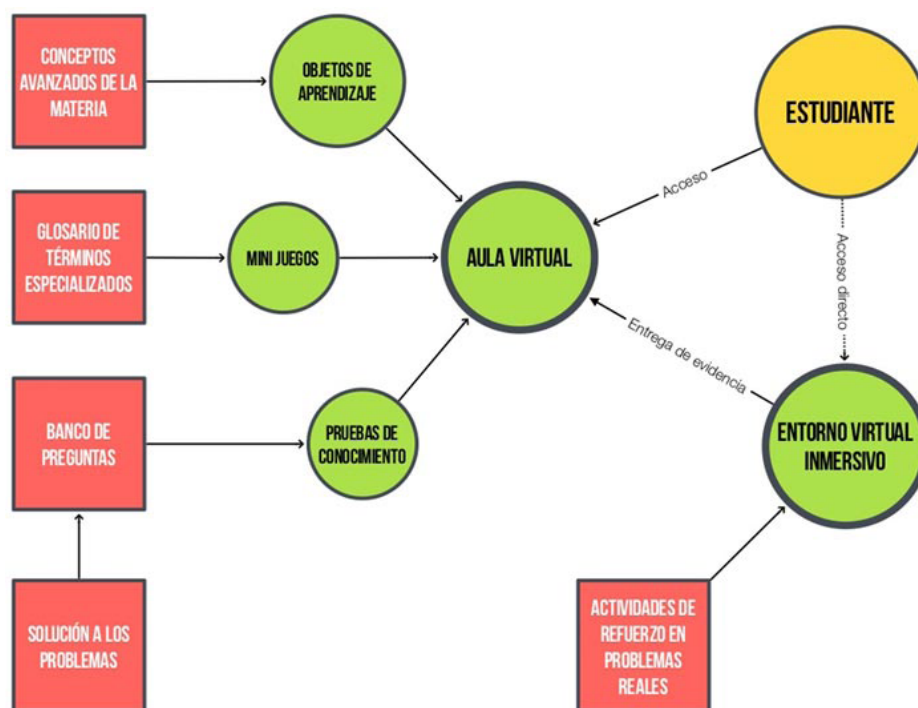 CONCEPTOS
AVANZADOS DE LA
MATERIA
OBJETOS DE
APRENDIZAJE
ESTUDIANTE
Acceso
GLOSARIO DE
TÉRMINOS
ESPECIALIZADOS
MINI JUEGOS
AULA VIRTUAL
Acceso directo
Entrega de evidencia
BANCO DE
PREGUNTAS
PRUEBAS DE
CONOCIMIENTO
ENTORNO VIRTUAL
INMERSIVO
SOLUCIÓN A LOS
PROBLEMAS
ACTIVIDADES DE
REFUERZO EN
PROBLEMAS
REALES